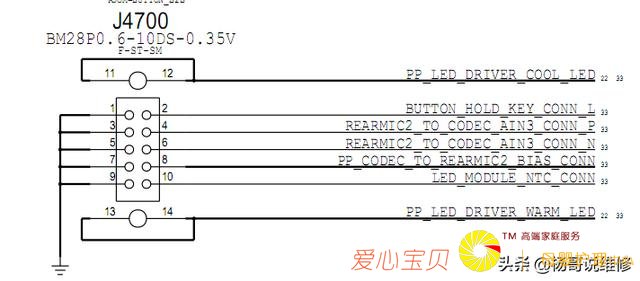 J4700
BM28P0.6-10DS-0.35V
F-ST-SM
11 12 PP_LED_DRIVER_COOL_LED 22 33
1 2 BUTTON_HOLD_KEY_CONN_L 33
3 4 REARMIC2_TO_CODEC_AIN3_CONN_P 33
5 6 REARMIC2_TO_CODEC_AIN3_CONN_N 33
7 8 PP_CODEC_TO_REARMIC2_BIAS_CONN 33
9 10 LED_MODULE_NTC_CONN 33
13 14 PP_LED_DRIVER_WARM_LED 22 33
TM 高端家庭服务
爱心宝贝
头条 @杨哥说维修